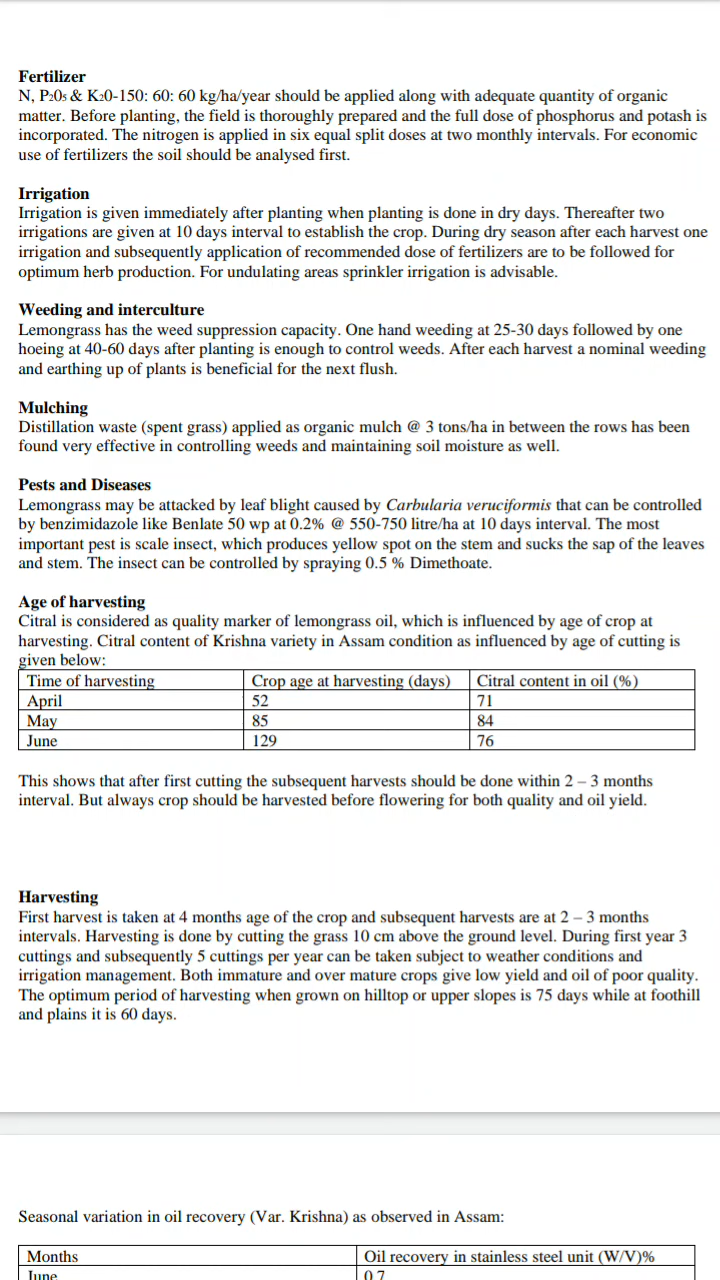 Fertilizer
N, P₂0₅ & K₂0-150: 60: 60 kg/ha/year should be applied along with adequate quantity of organic
matter. Before planting, the field is thoroughly prepared and the full dose of phosphorus and potash is
incorporated. The nitrogen is applied in six equal split doses at two monthly intervals. For economic
use of fertilizers the soil should be analysed first.
Irrigation
Irrigation is given immediately after planting when planting is done in dry days. Thereafter two
irrigations are given at 10 days interval to establish the crop. During dry season after each harvest one
irrigation and subsequently application of recommended dose of fertilizers are to be followed for
optimum herb production. For undulating areas sprinkler irrigation is advisable.
Weeding and interculture
Lemongrass has the weed suppression capacity. One hand weeding at 25-30 days followed by one
hoeing at 40-60 days after planting is enough to control weeds. After each harvest a nominal weeding
and earthing up of plants is beneficial for the next flush.
Mulching
Distillation waste (spent grass) applied as organic mulch @ 3 tons/ha in between the rows has been
found very effective in controlling weeds and maintaining soil moisture as well.
Pests and Diseases
Lemongrass may be attacked by leaf blight caused by Carbularia veruciformis that can be controlled
by benzimidazole like Benlate 50 wp at 0.2% @ 550-750 litre/ha at 10 days interval. The most
important pest is scale insect, which produces yellow spot on the stem and sucks the sap of the leaves
and stem. The insect can be controlled by spraying 0.5 % Dimethoate.
Age of harvesting
Citral is considered as quality marker of lemongrass oil, which is influenced by age of crop at
harvesting. Citral content of Krishna variety in Assam condition as influenced by age of cutting is
given below:
Time of harvesting Crop age at harvesting (days) Citral content in oil (%)
April 52 71
May 85 84
June 129 76
This shows that after first cutting the subsequent harvests should be done within 2 – 3 months
interval. But always crop should be harvested before flowering for both quality and oil yield.
Harvesting
First harvest is taken at 4 months age of the crop and subsequent harvests are at 2 – 3 months
intervals. Harvesting is done by cutting the grass 10 cm above the ground level. During first year 3
cuttings and subsequently 5 cuttings per year can be taken subject to weather conditions and
irrigation management. Both immature and over mature crops give low yield and oil of poor quality.
The optimum period of harvesting when grown on hilltop or upper slopes is 75 days while at foothill
and plains it is 60 days.
Seasonal variation in oil recovery (Var. Krishna) as observed in Assam:
Months Oil recovery in stainless steel unit (W/V)%
June 0.7